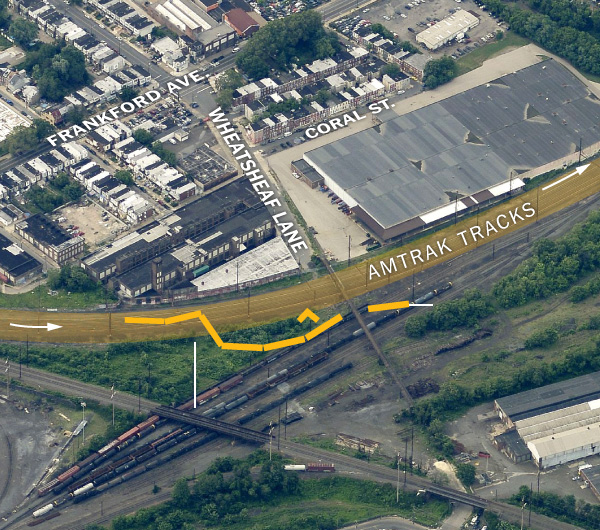 FRANKFORD AVE.
WHEATSHEAF LANE
CORAL ST.
AMTRAK TRACKS